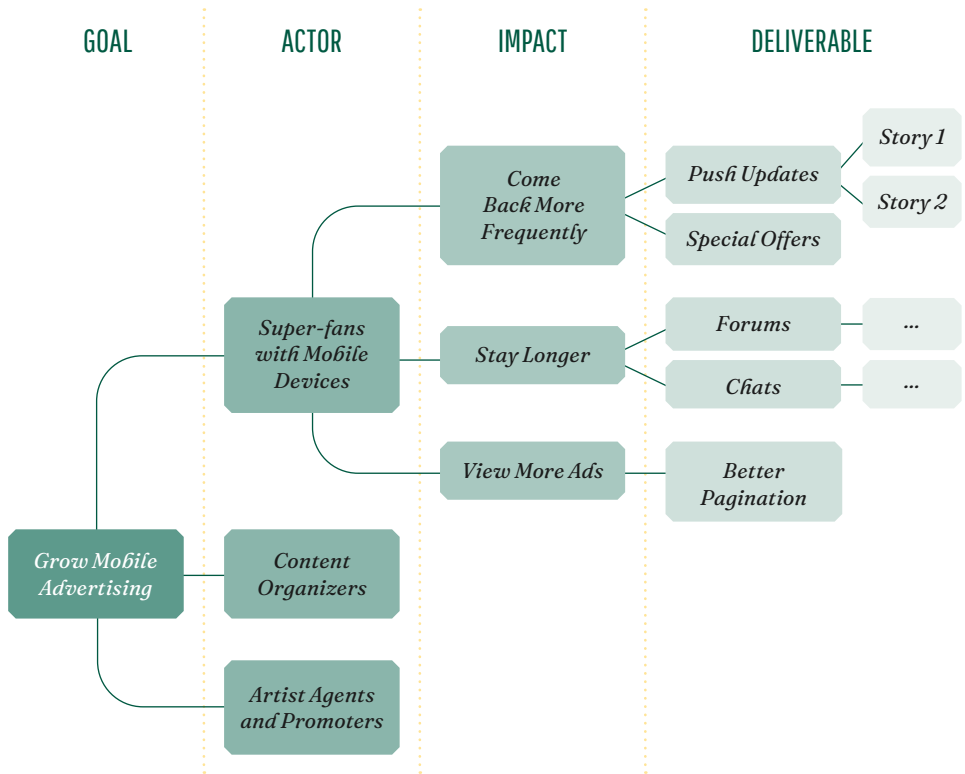 GOAL
ACTOR
IMPACT
DELIVERABLE
Story 1
Come
Back More
Frequently
Push Updates
Story 2
Special Offers
Super-fans
with Mobile
Devices
Forums
...
Stay Longer
Chats
...
View More Ads
Better
Pagination
Grow Mobile
Advertising
Content
Organizers
Artist Agents
and Promoters